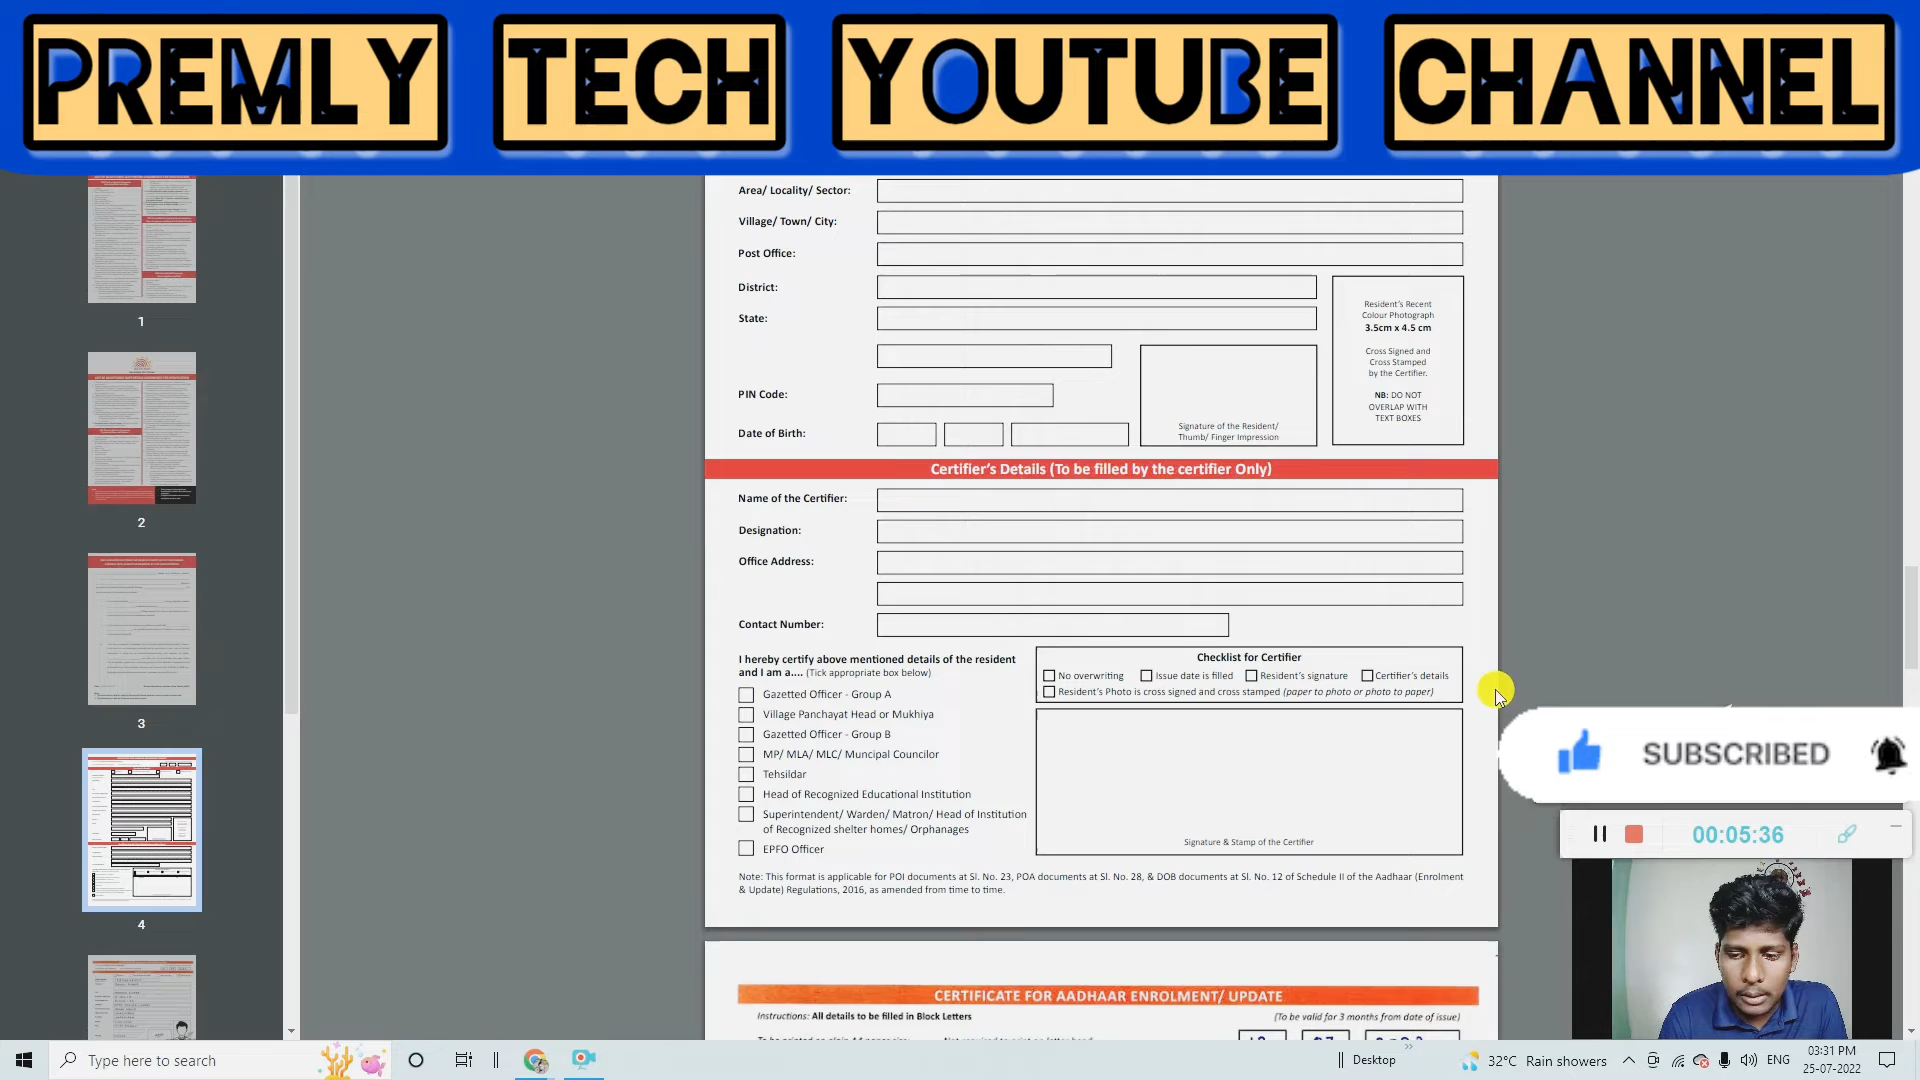 PREMLY TECH YOUTUBE CHANNEL
Area/ Locality/ Sector:
Village/ Town/ City:
Post Office:
District:
State:
Resident's Recent
Colour Photograph
3.5cm x 4.5 cm
Cross Signed and
Cross Stamped
by the Certifier.
NB: DO NOT
OVERLAP WITH
TEXT BOXES
PIN Code:
Date of Birth:
Signature of the Resident/
Thumb/ Finger Impression
Certifier's Details (To be filled by the certifier Only)
Name of the Certifier:
Designation:
Office Address:
Contact Number:
I hereby certify above mentioned details of the resident
and I am a.... (Tick appropriate box below)
Gazetted Officer - Group A
Village Panchayat Head or Mukhiya
Gazetted Officer - Group B
MP/ MLA/ MLC/ Muncipal Councilor
Tehsildar
Head of Recognized Educational Institution
Superintendent/ Warden/ Matron/ Head of Institution
of Recognized shelter homes/ Orphanages
EPFO Officer
Checklist for Certifier
No overwriting Issue date is filled Resident's signature Certifier's details
Resident's Photo is cross signed and cross stamped (paper to photo or photo to paper)
Signature & Stamp of the Certifier
Note: This format is applicable for POI documents at Sl. No. 23, POA documents at Sl. No. 28, & DOB documents at Sl. No. 12 of Schedule II of the Aadhaar (Enrolment
& Update) Regulations, 2016, as amended from time to time.
CERTIFICATE FOR AADHAAR ENROLMENT/ UPDATE
Instructions: All details to be filled in Block Letters (To be valid for 3 months from date of issue)
1
2
3
4
SUBSCRIBED
00:05:36
Type here to search
Desktop
32°C Rain showers
ENG
03:31 PM
25-07-2022